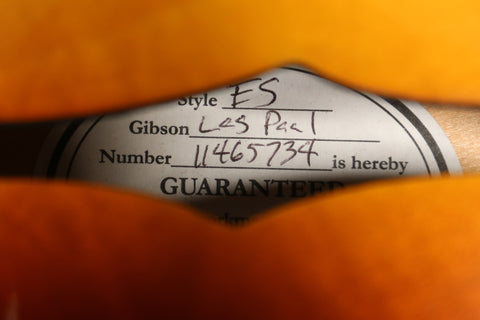 Style ES
Gibson Les Paul
Number 11465734 is hereby
GUARANTEED